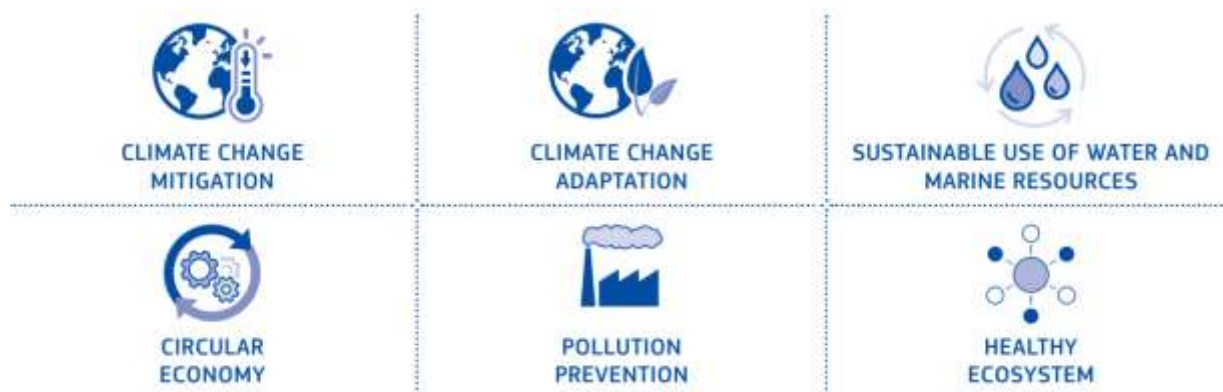 CLIMATE CHANGE
MITIGATION
CLIMATE CHANGE
ADAPTATION
SUSTAINABLE USE OF WATER AND
MARINE RESOURCES
CIRCULAR
ECONOMY
POLLUTION
PREVENTION
HEALTHY
ECOSYSTEM